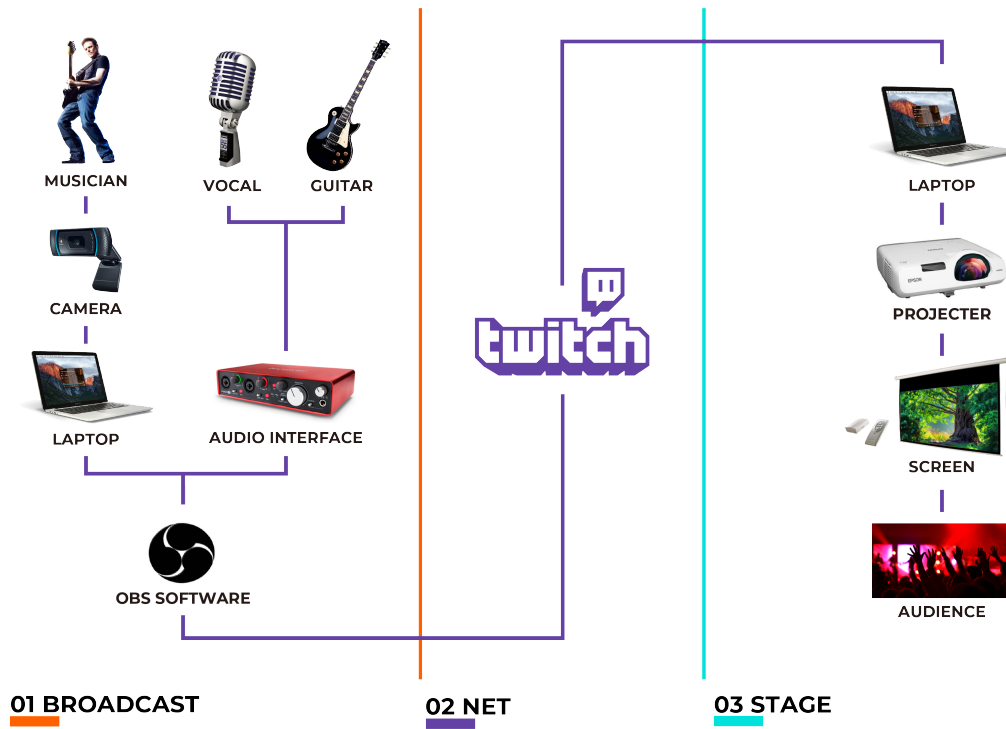 MUSICIAN
VOCAL
GUITAR
CAMERA
LAPTOP
AUDIO INTERFACE
OBS SOFTWARE
01 BROADCAST
twitch
02 NET
LAPTOP
EPSON
PROJECTER
SCREEN
AUDIENCE
03 STAGE